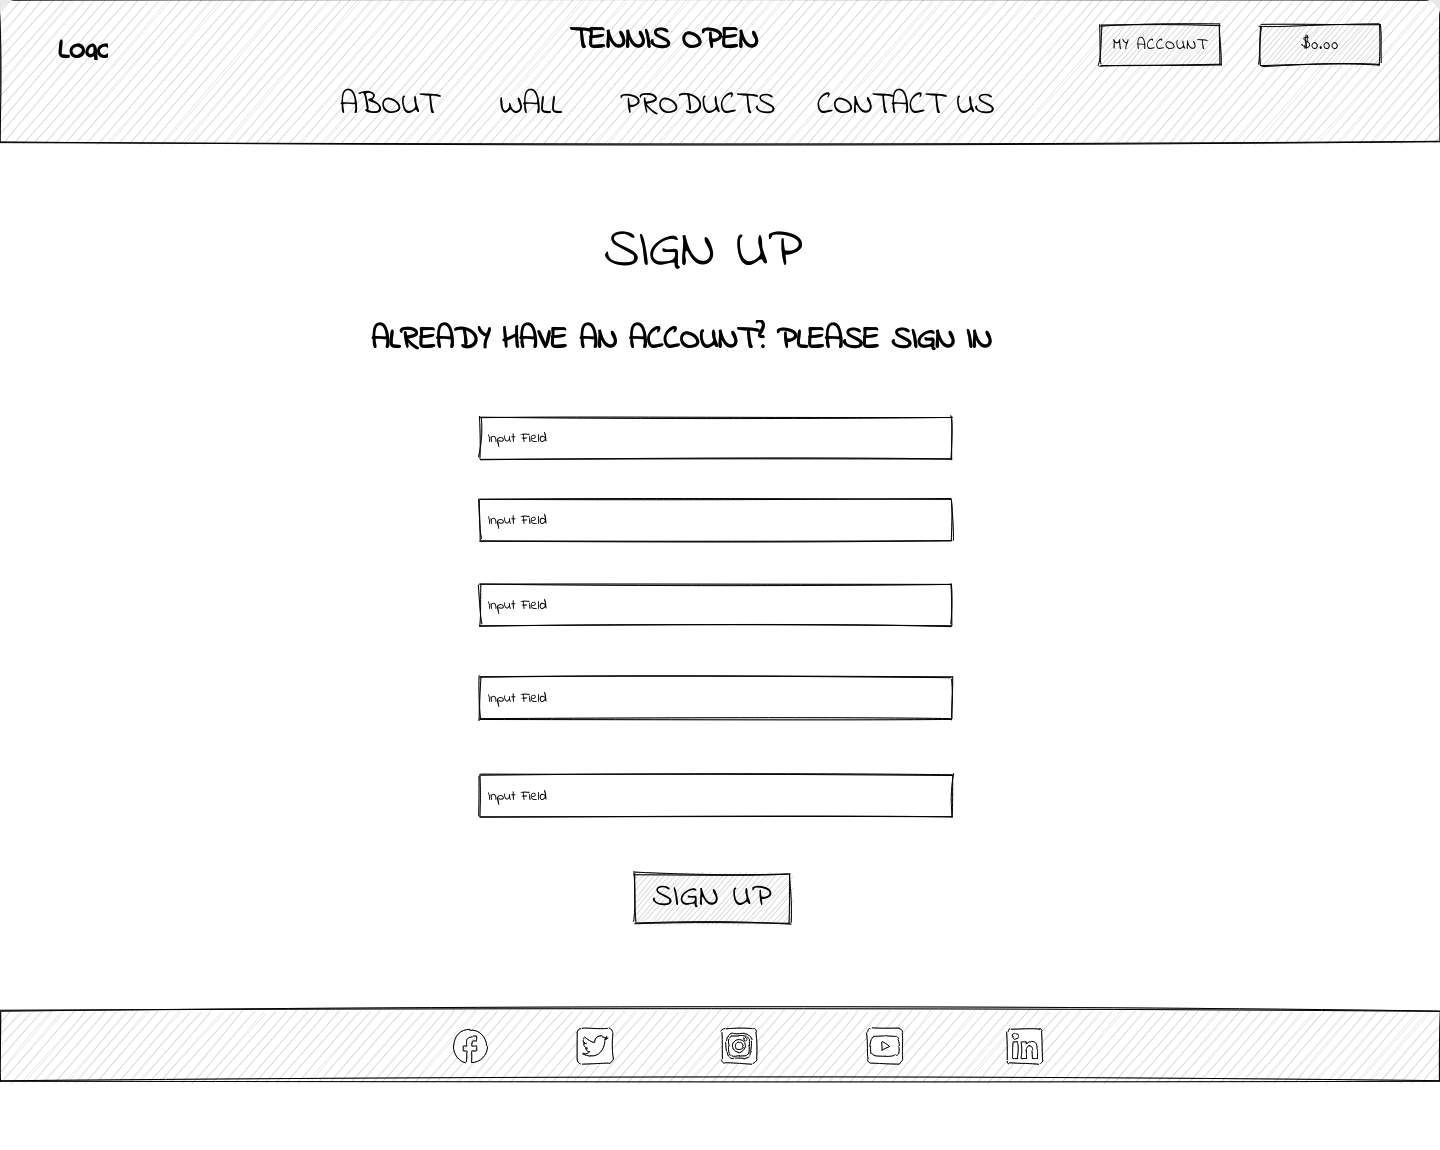 Logo
TENNIS OPEN
MY ACCOUNT
$0.00
ABOUT WALL PRODUCTS CONTACT US
SIGN UP
ALREADY HAVE AN ACCOUNT? PLEASE SIGN IN
Input Field
Input Field
Input Field
Input Field
Input Field
SIGN UP
in